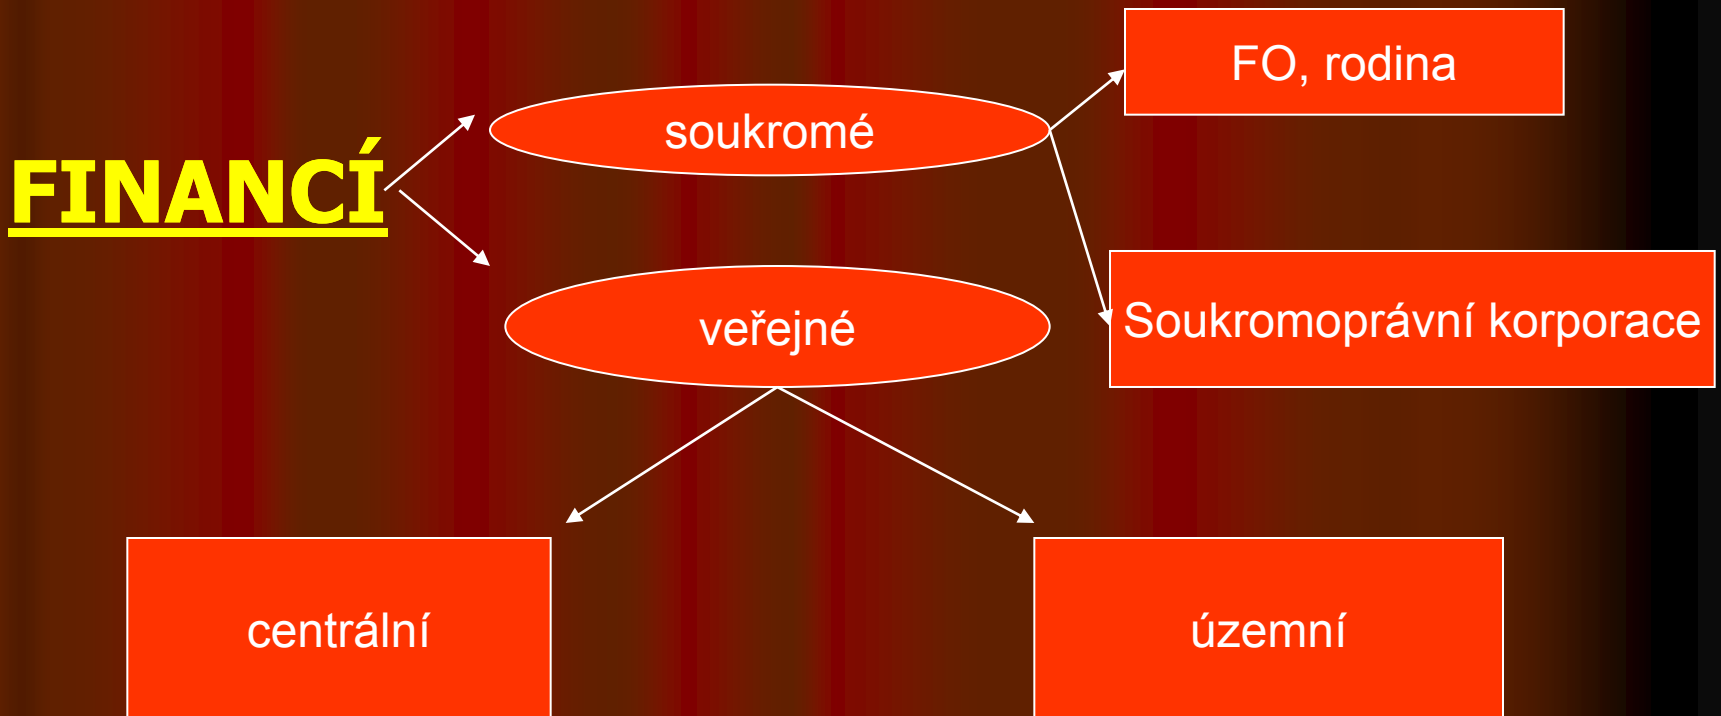 FINANCÍ
soukromé
FO, rodina
veřejné
Soukromoprávní korporace
centrální
územní